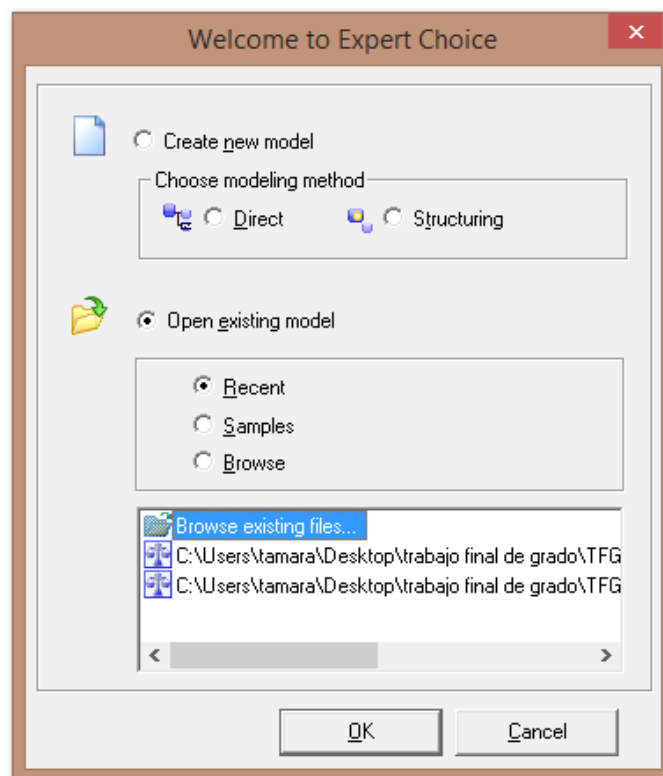 Welcome to Expert Choice
Create new model
Choose modeling method
Direct Structuring
Open existing model
Recent
Samples
Browse
Browse existing files...
C:\Users\tamara\Desktop\trabajo final de grado\TFG
C:\Users\tamara\Desktop\trabajo final de grado\TFG
OK Cancel